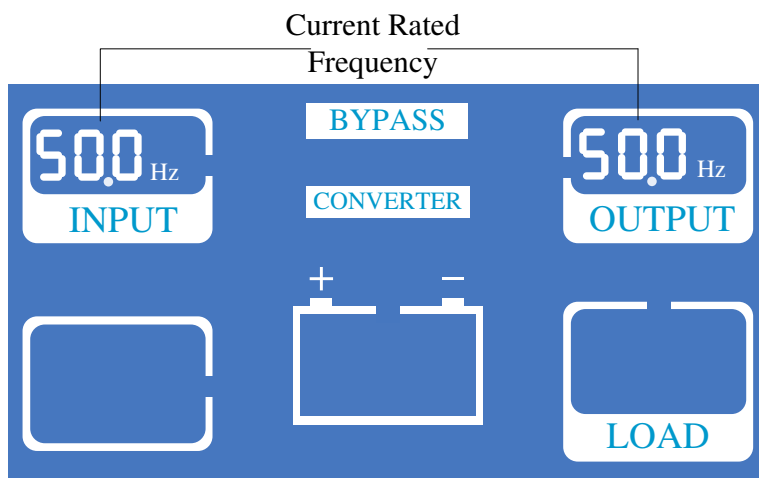 Current Rated
Frequency
50.0 Hz
BYPASS
50.0 Hz
INPUT
CONVERTER
OUTPUT
+ −
LOAD